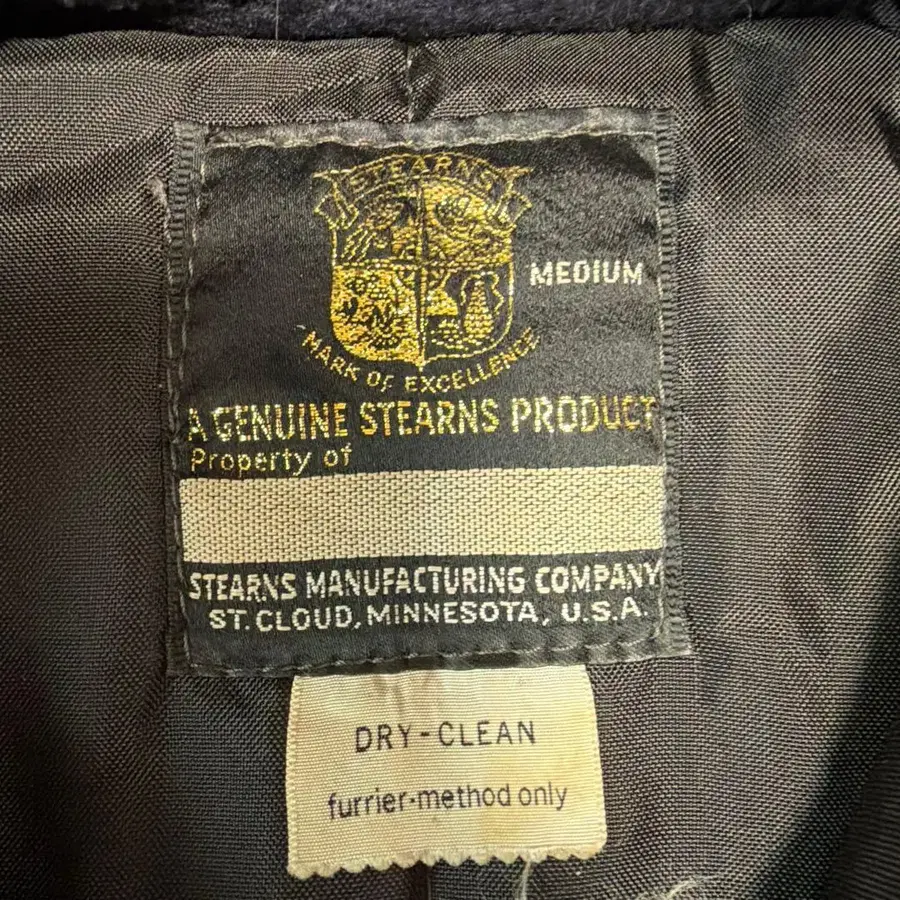 STEARNS
MEDIUM
MARK OF EXCELLENCE
A GENUINE STEARNS PRODUCT
Property of
STEARNS MANUFACTURING COMPANY
ST. CLOUD, MINNESOTA, U.S.A.
DRY-CLEAN
furrier-method only